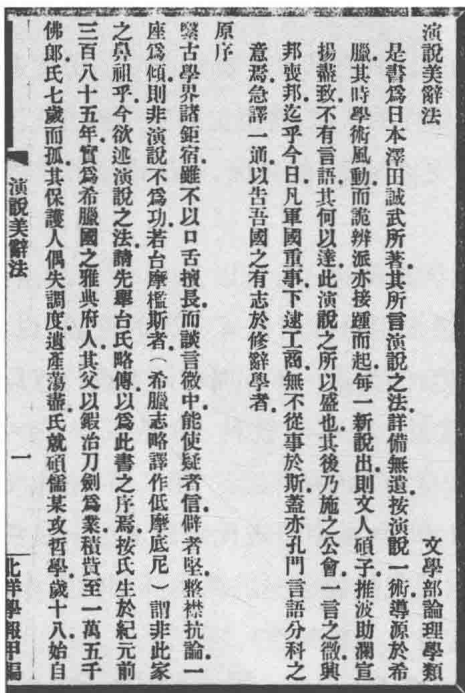 演說美辭法　文學部論理學類
是書爲日本澤田誠武所著其所言演說之法詳備無遺按演說一術導源於希
臘其時學術風動而詭辨派亦接踵而起每一新說出則文人碩子推波助瀾宣
揚盡致不有言語其何以達此演說之所以盛也其後乃施之公會一言之微興
邦喪邦迄乎今日凡軍國重事下逮工商無不從事於斯蓋亦孔門言語分科之
意焉急譯一通以吿吾國之有志於修辭學者
原序
緊古學界諸鉅宿雖不以口舌擅長而談言微中能使疑者信僻者堅整襟抗論一
座爲傾則非演說不爲功若台摩檻斯者（希臘志略譯作低摩底尼）謂非此家
之鼻祖乎今欲述演說之法請先舉台氏略傳以爲此書之序焉按氏生於紀元前
三百八十五年實爲希臘國之雅典府人其父以鍛冶刀劍爲業積貲至一萬五千
佛郎氏七歲而孤其保護人偶失調度遺產蕩盡氏就碩儒某攻哲學歲十八始自
演說美辭法
一
北洋學報甲編